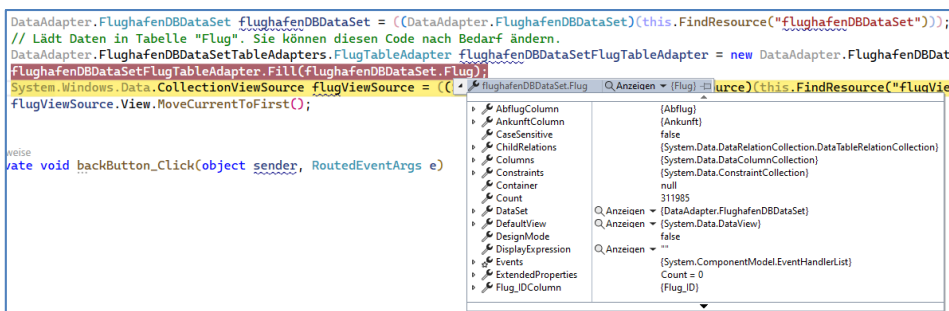 DataAdapter.FlughafenDBDataSet flughafenDBDataSet = ((DataAdapter.FlughafenDBDataSet)(this.FindResource("flughafenDBDataSet")));
// Lädt Daten in Tabelle "Flug". Sie können diesen Code nach Bedarf ändern.
DataAdapter.FlughafenDBDataSetTableAdapters.FlugTableAdapter flughafenDBDataSetFlugTableAdapter = new DataAdapter.FlughafenDBDat
flughafenDBDataSetFlugTableAdapter.Fill(flughafenDBDataSet.Flug);
System.Windows.Data.CollectionViewSource flugViewSource = ((
flughafenDBDataSet.Flug Anzeigen {Flug}
urce)(this.FindResource("flugVie
flugViewSource.View.MoveCurrentToFirst();
weise
vate void backButton_Click(object sender, RoutedEventArgs e)
AbflugColumn {Abflug}
AnkunftColumn {Ankunft}
CaseSensitive false
ChildRelations {System.Data.DataRelationCollection.DataTableRelationCollection}
Columns {System.Data.DataColumnCollection}
Constraints {System.Data.ConstraintCollection}
Container null
Count 311985
DataSet Anzeigen {DataAdapter.FlughafenDBDataSet}
DefaultView Anzeigen {System.Data.DataView}
DesignMode false
DisplayExpression Anzeigen ""
Events {System.ComponentModel.EventHandlerList}
ExtendedProperties Count = 0
Flug_IDColumn {Flug_ID}